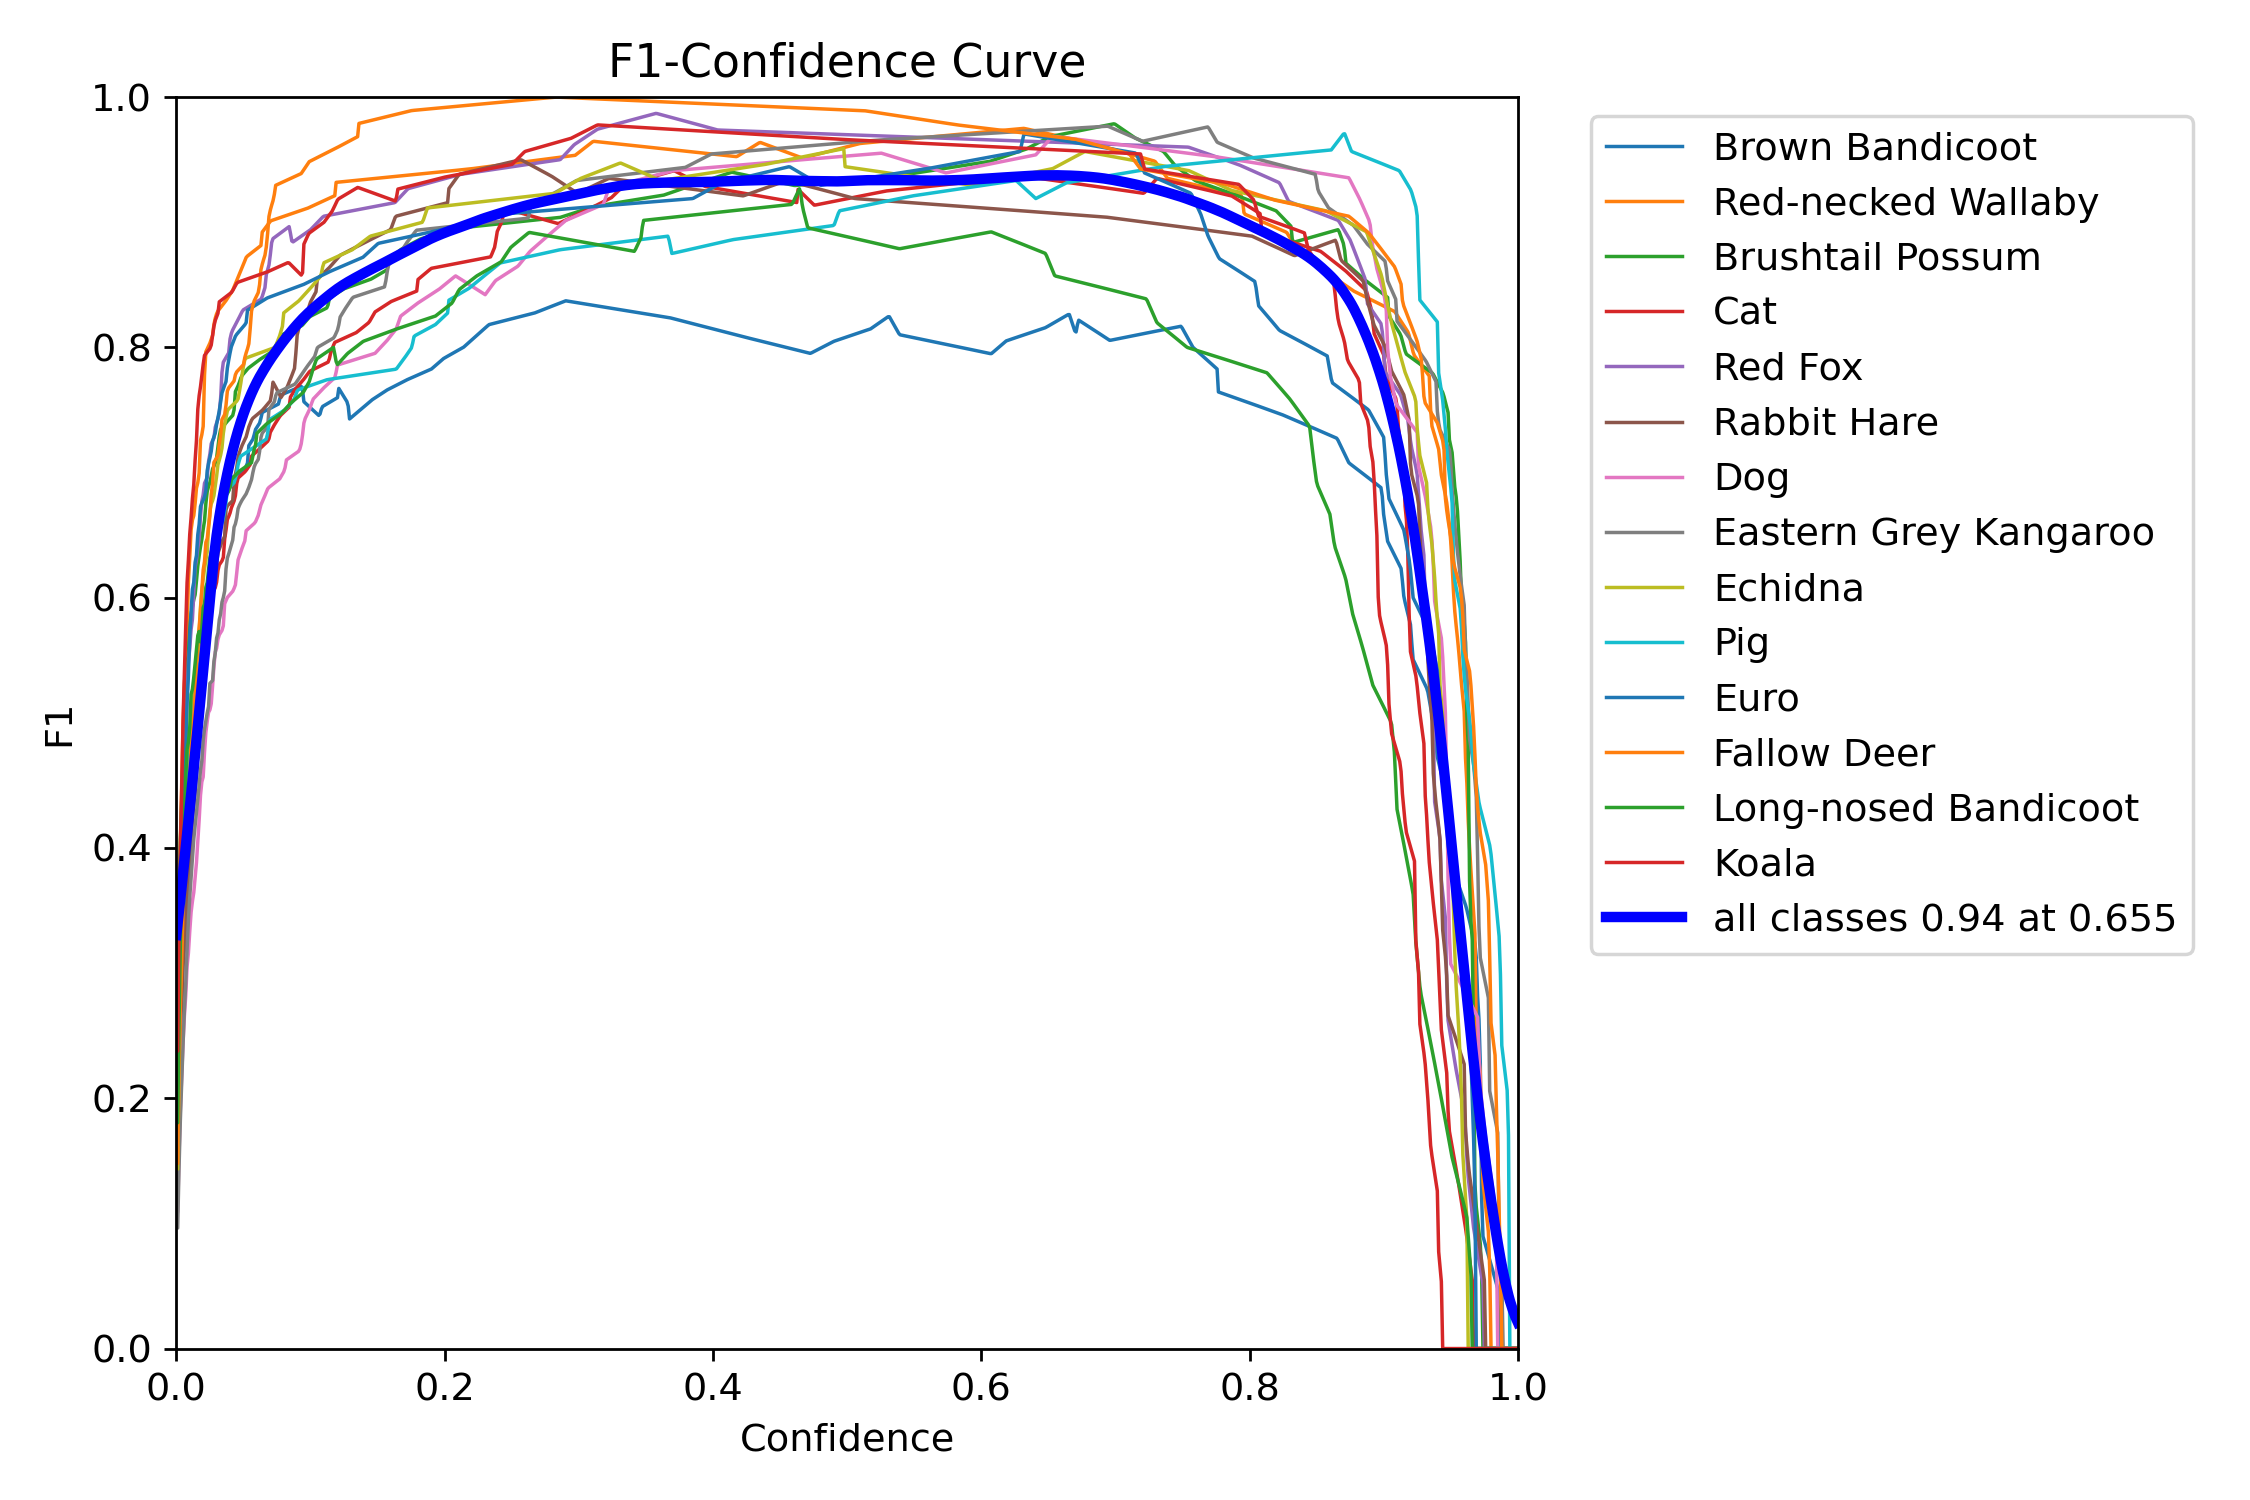 F1-Confidence Curve
1.0
0.8
0.6
0.4
0.2
0.0
F1
0.0 0.2 0.4 0.6 0.8 1.0
Confidence
Brown Bandicoot
Red-necked Wallaby
Brushtail Possum
Cat
Red Fox
Rabbit Hare
Dog
Eastern Grey Kangaroo
Echidna
Pig
Euro
Fallow Deer
Long-nosed Bandicoot
Koala
all classes 0.94 at 0.655